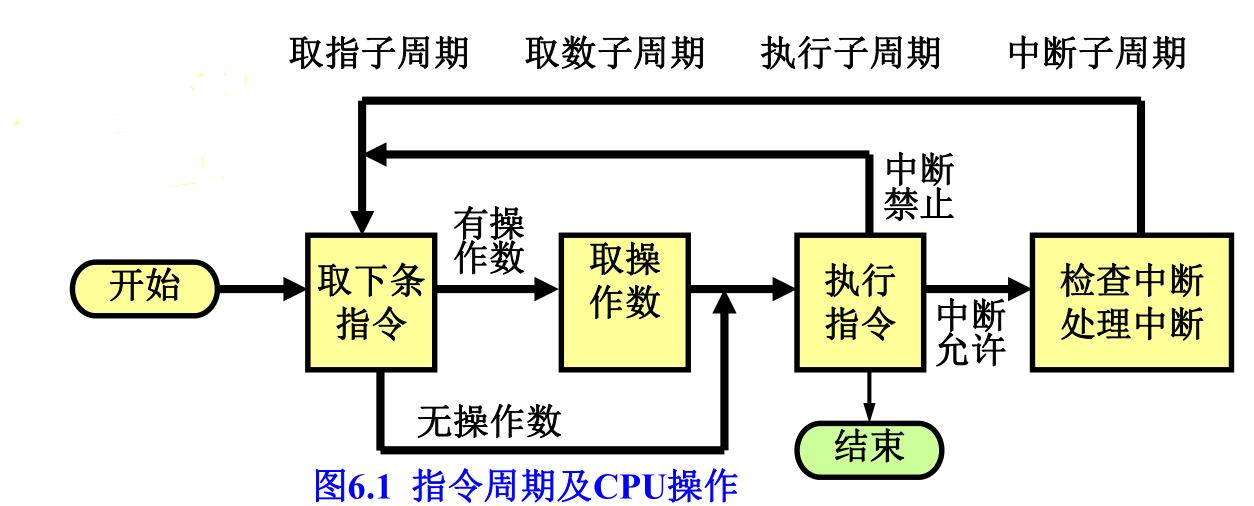 取指子周期 取数子周期 执行子周期 中断子周期
中断
禁止
有操
作数
开始
取下条
指令
取操
作数
执行
指令
中断
允许
检查中断
处理中断
无操作数
结束
图6.1 指令周期及CPU操作